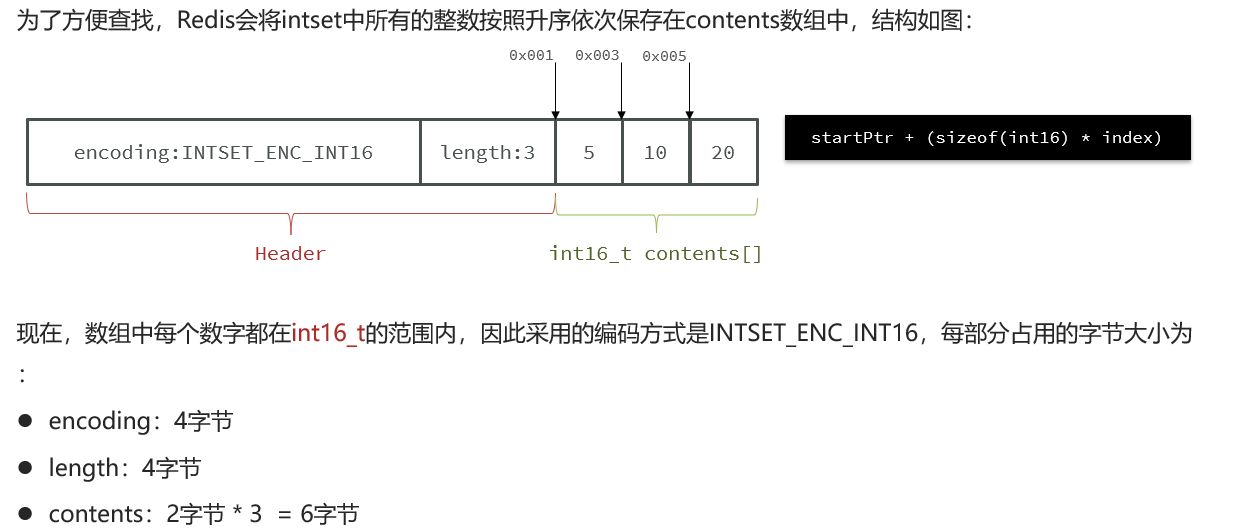 为了方便查找，Redis会将intset中所有的整数按照升序依次保存在contents数组中，结构如图：
0x001 0x003 0x005
encoding:INTSET_ENC_INT16 length:3 5 10 20
startPtr + (sizeof(int16) * index)
Header
int16_t contents[]
现在，数组中每个数字都在int16_t的范围内，因此采用的编码方式是INTSET_ENC_INT16，每部分占用的字节大小为
：
● encoding：4字节
● length：4字节
● contents：2字节 * 3 = 6字节